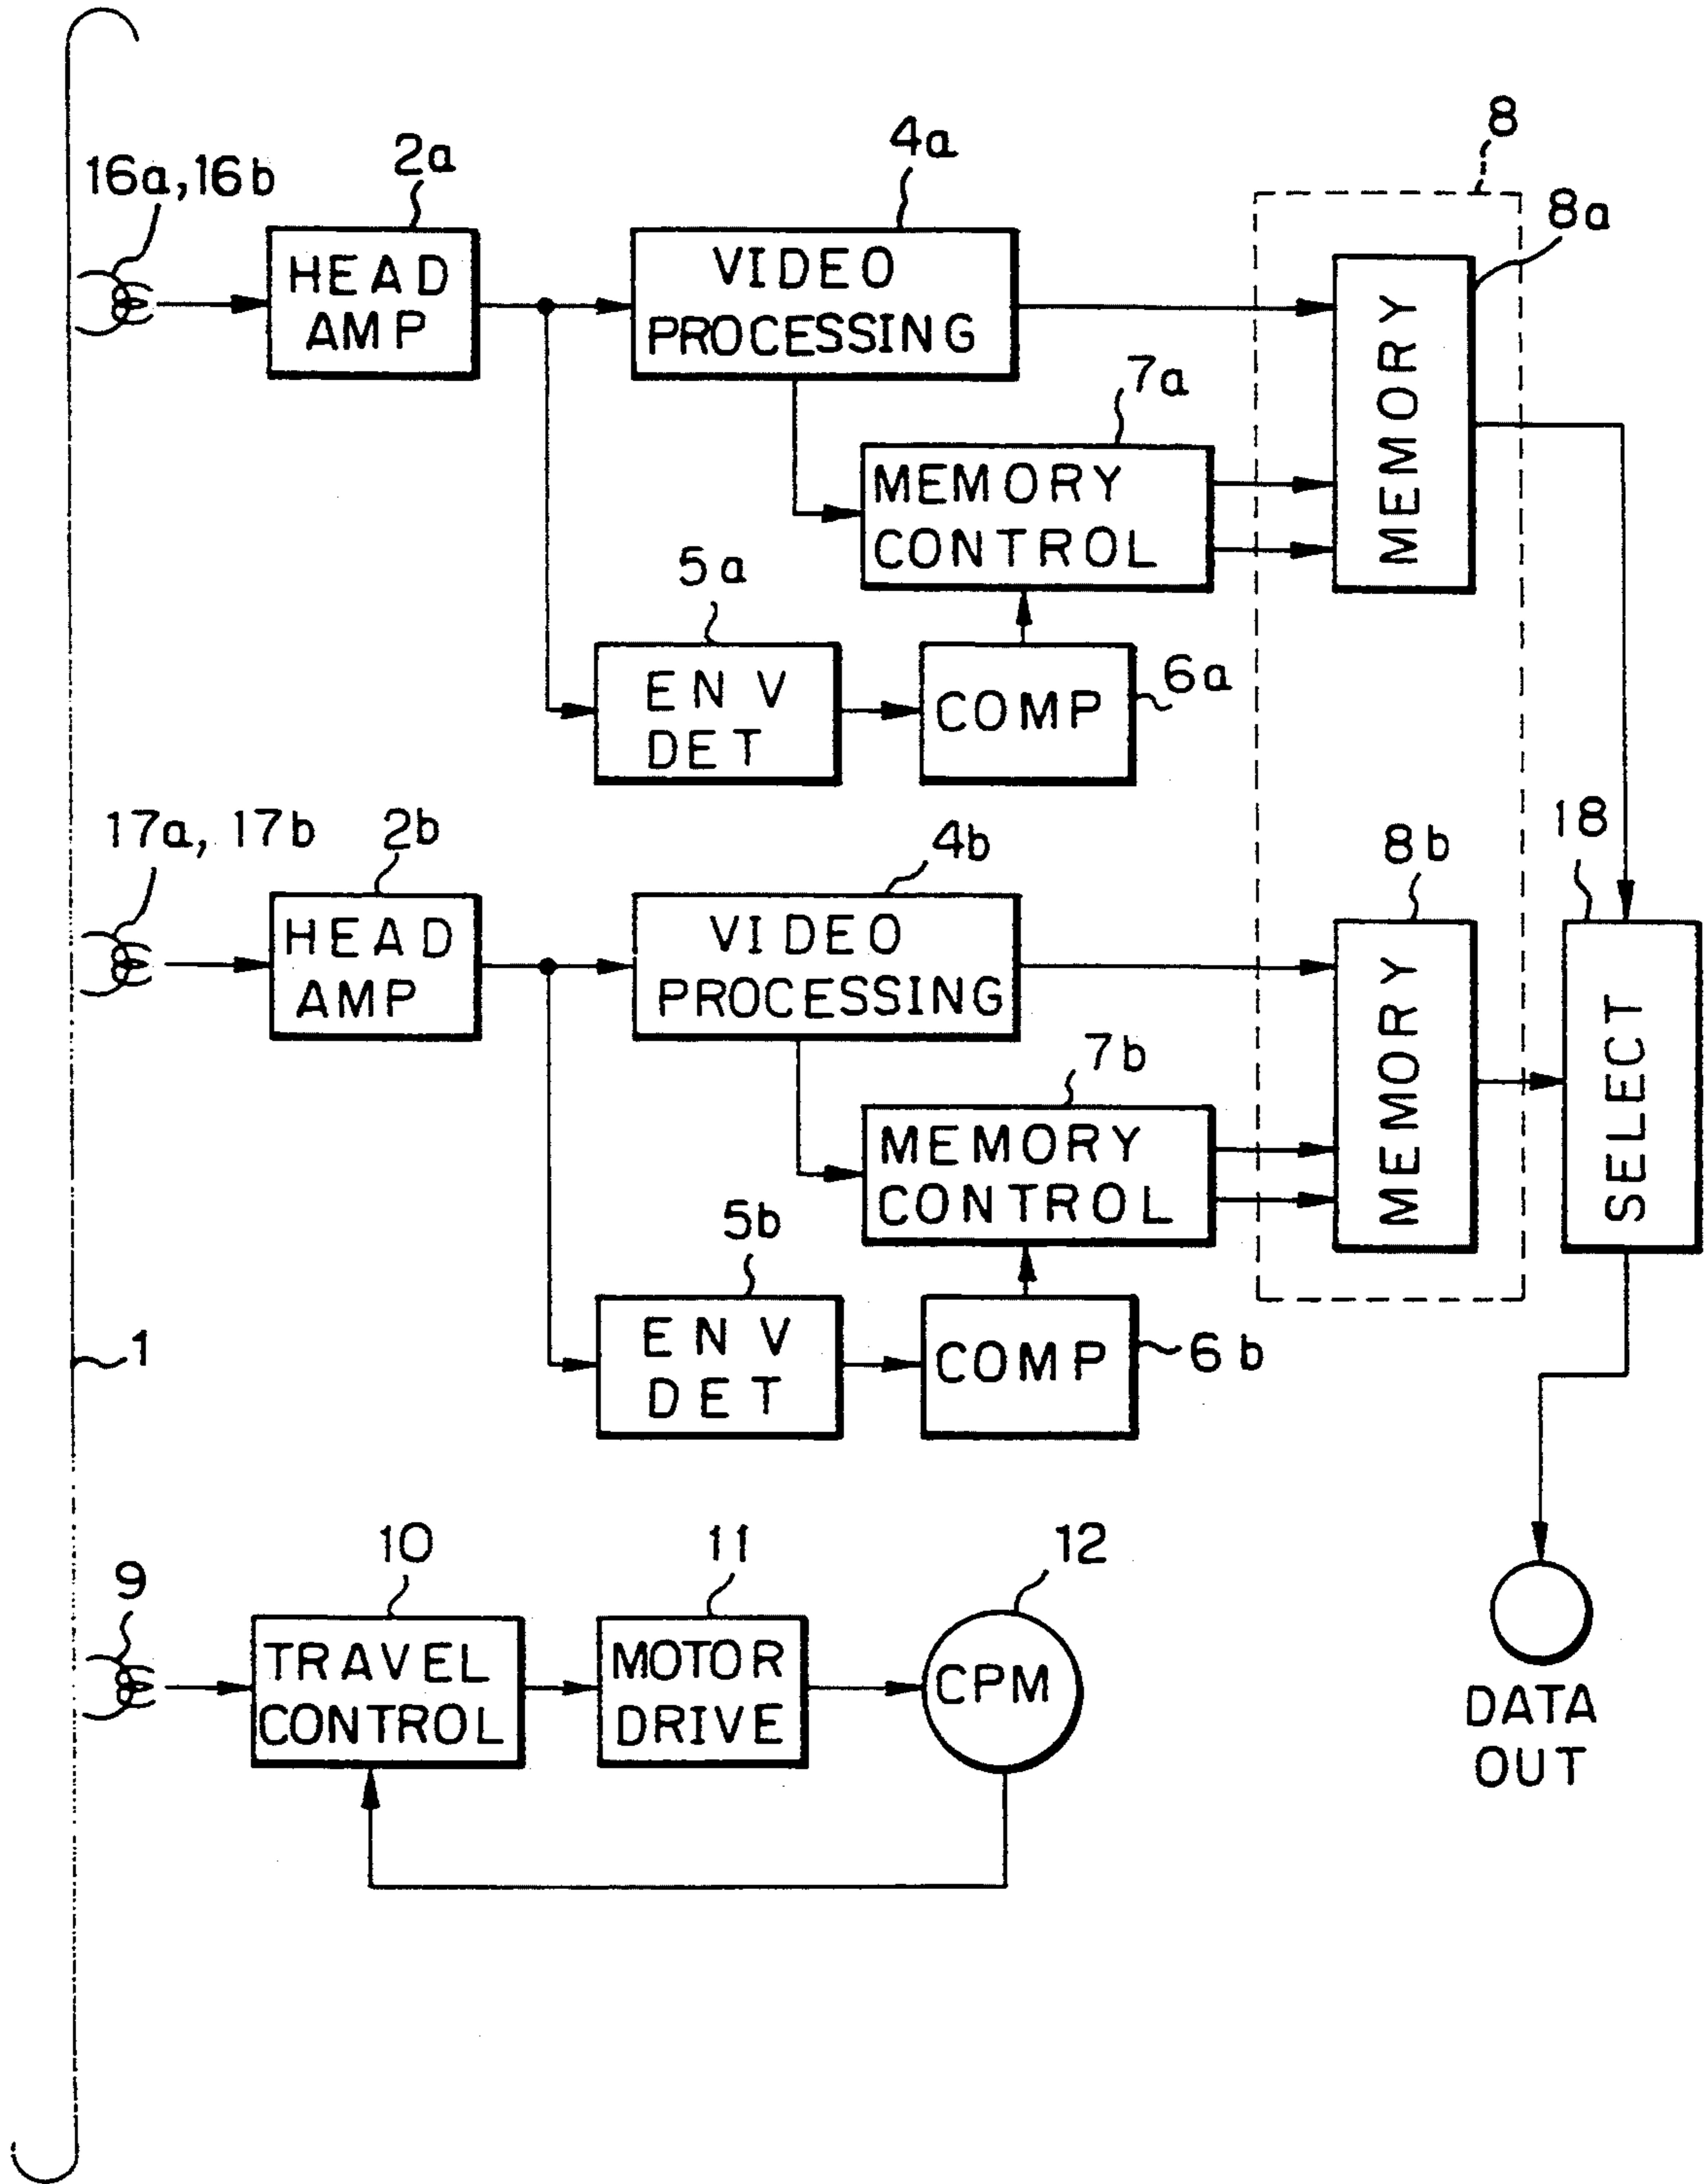 8
4a
2a
16a, 16b
8a
HEAD
AMP
VIDEO
PROCESSING
MEMORY
7a
MEMORY
CONTROL
5a
6a
ENV
DET
COMP
17a, 17b
2b
4b
8b
18
HEAD
AMP
VIDEO
PROCESSING
MEMORY
SELECT
7b
MEMORY
CONTROL
5b
1
ENV
DET
COMP
6b
10
11
12
9
TRAVEL
CONTROL
MOTOR
DRIVE
CPM
DATA
OUT